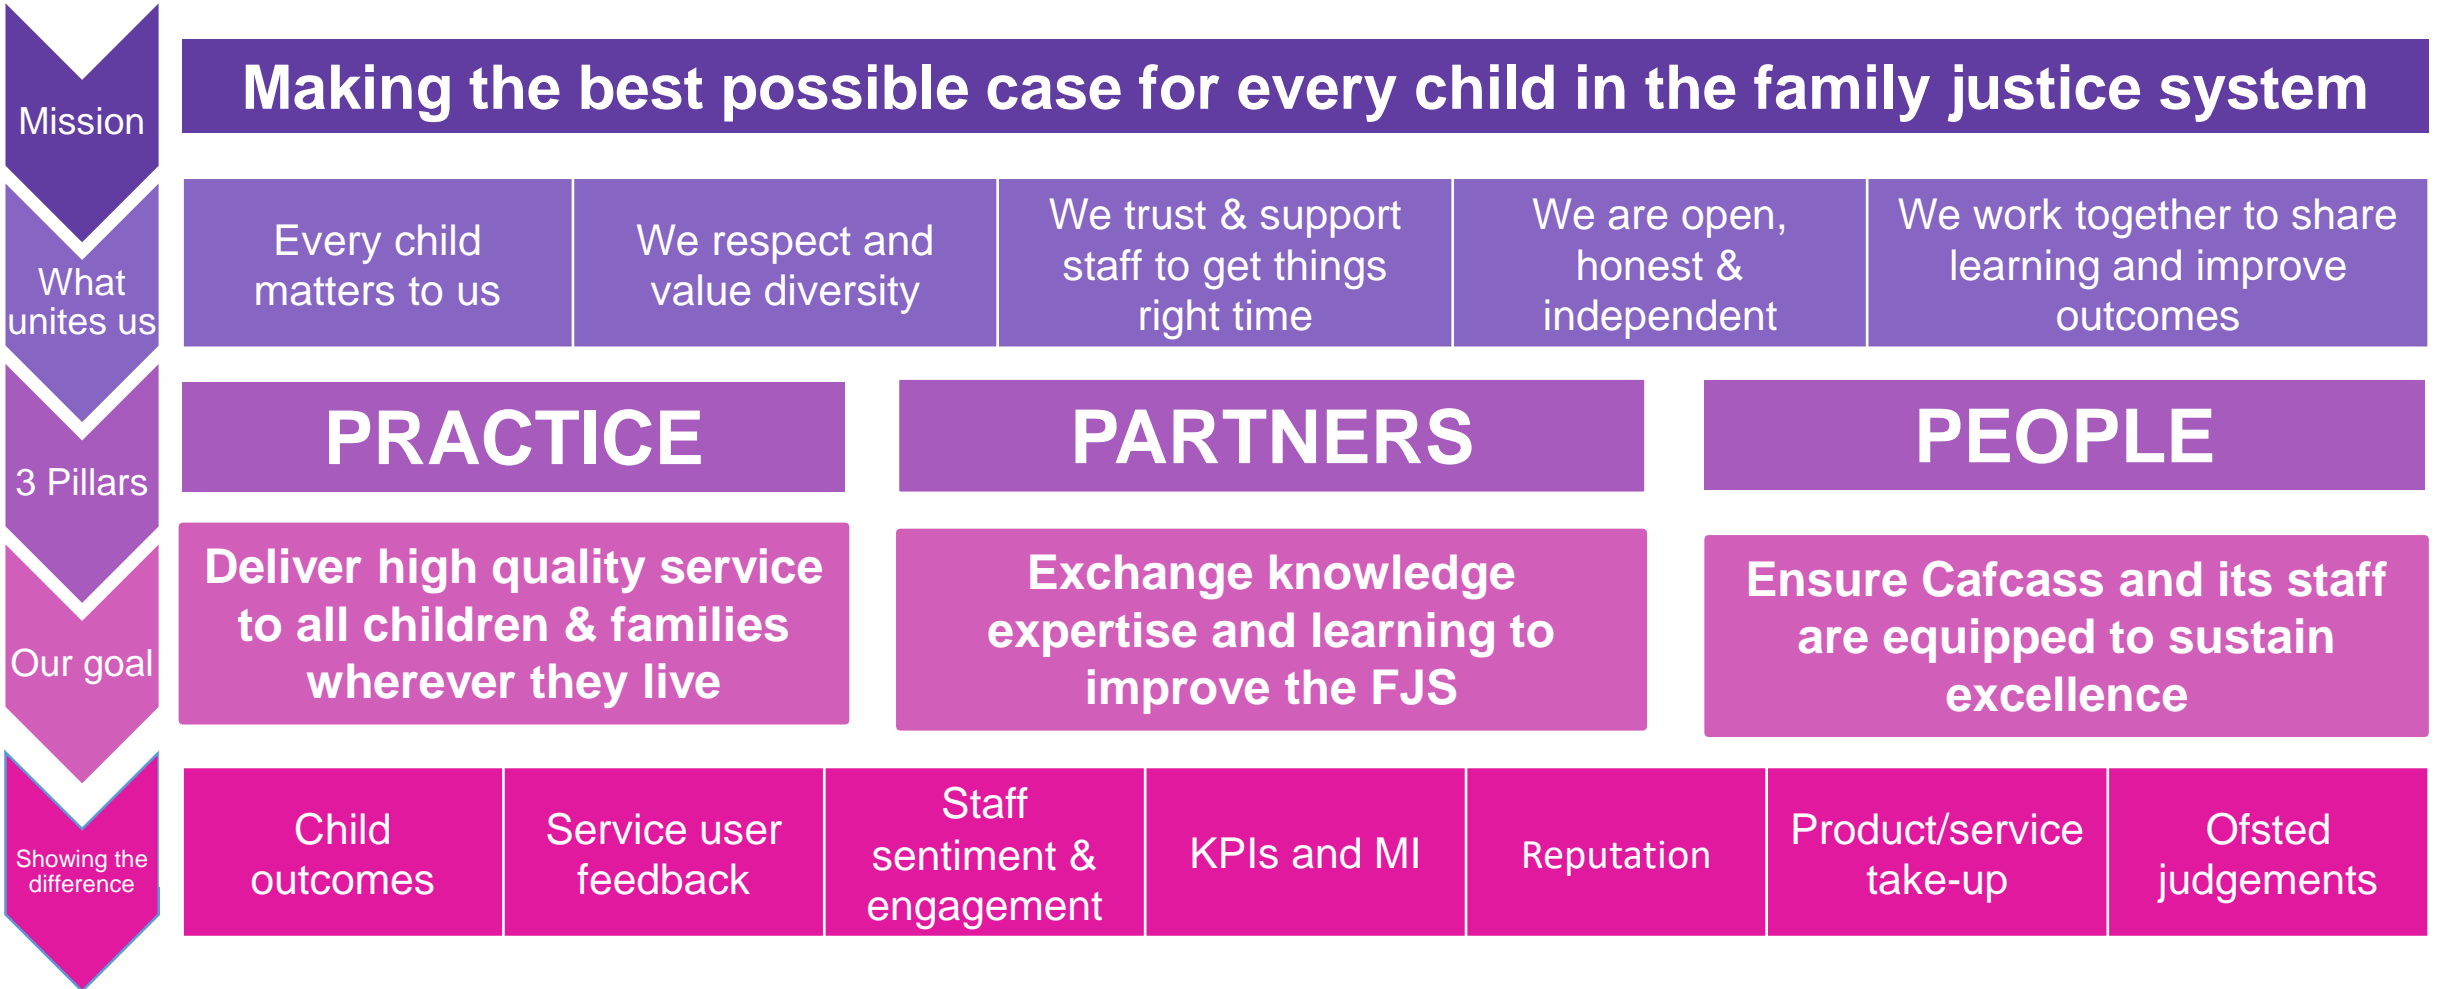 Mission
Making the best possible case for every child in the family justice system
What
unites us
Every child
matters to us
We respect and
value diversity
We trust & support
staff to get things
right time
We are open,
honest &
independent
We work together to share
learning and improve
outcomes
3 Pillars
PRACTICE
PARTNERS
PEOPLE
Our goal
Deliver high quality service
to all children & families
wherever they live
Exchange knowledge
expertise and learning to
improve the FJS
Ensure Cafcass and its staff
are equipped to sustain
excellence
Showing the
difference
Child
outcomes
Service user
feedback
Staff
sentiment &
engagement
KPIs and MI
Reputation
Product/service
take-up
Ofsted
judgements